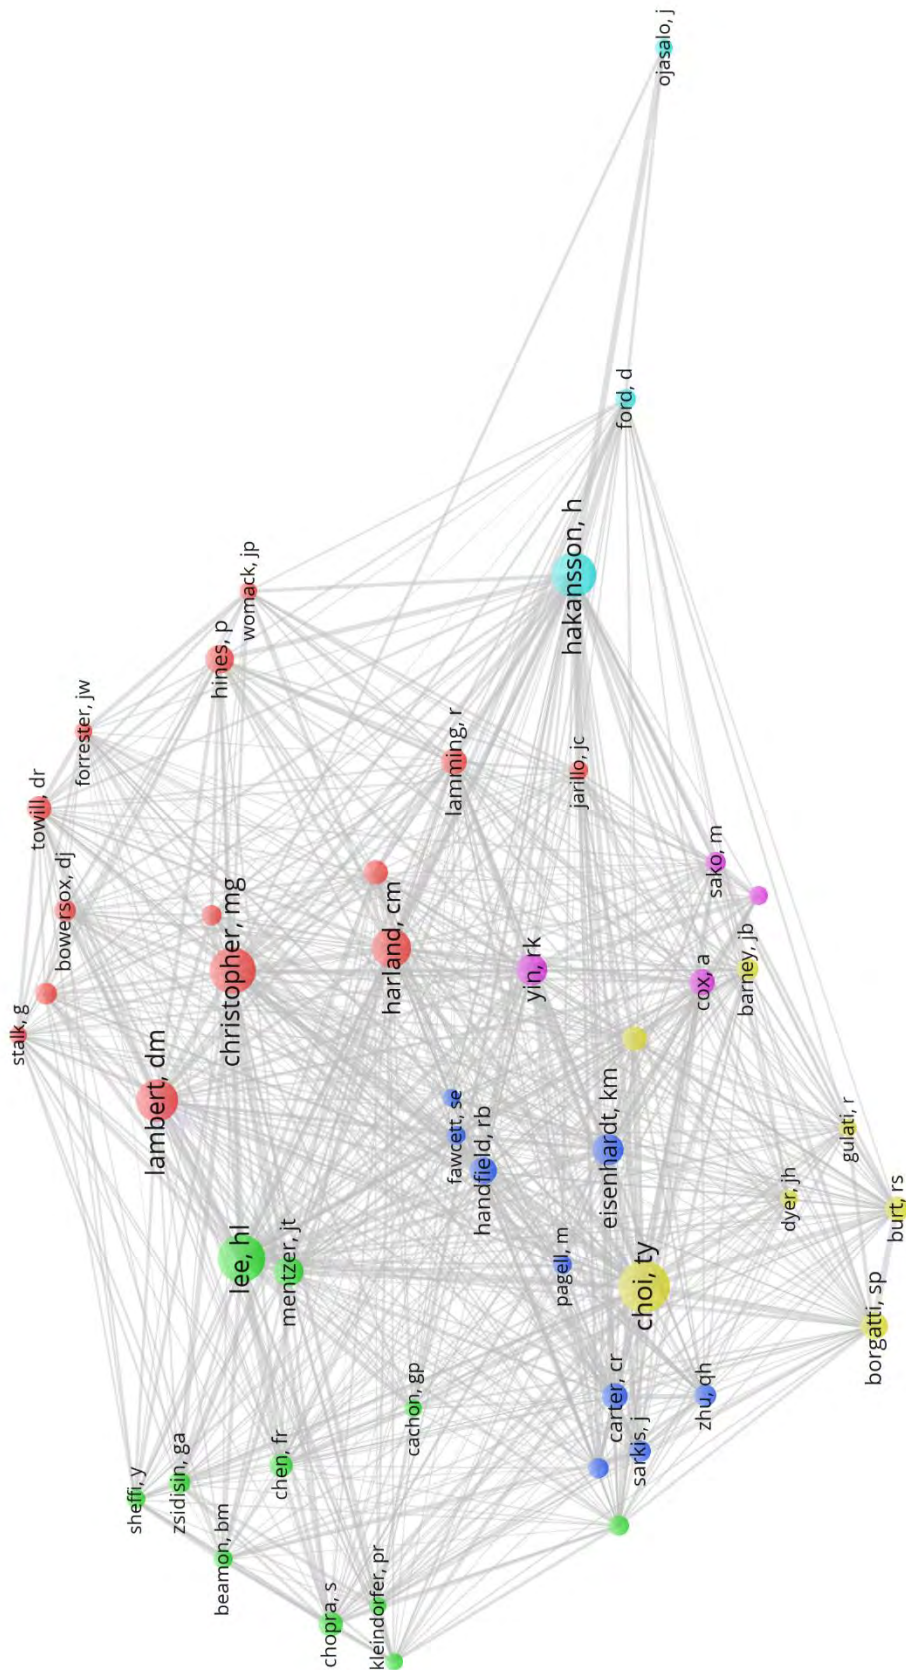 ojasalo, j
ford, d
hakansson, h
womack, jp
hines, p
forrester, jw
towill, dr
lamming, r
jarillo, jc
bowersox, dj
stalk, g
christopher, mg
harland, cm
sako, m
yin, rk
cox, a
barney, jb
lambert, dm
fawcett, se
handfield, rb
eisenhardt, km
gulati, r
dyer, jh
burt, rs
lee, hl
mentzer, jt
pagell, m
choi, ty
borgatti, sp
cachon, gp
carter, cr
zhu, qh
sarkis, j
chen, fr
zsidisin, ga
sheffi, y
beamon, bm
chopra, s
kleindorfer, pr